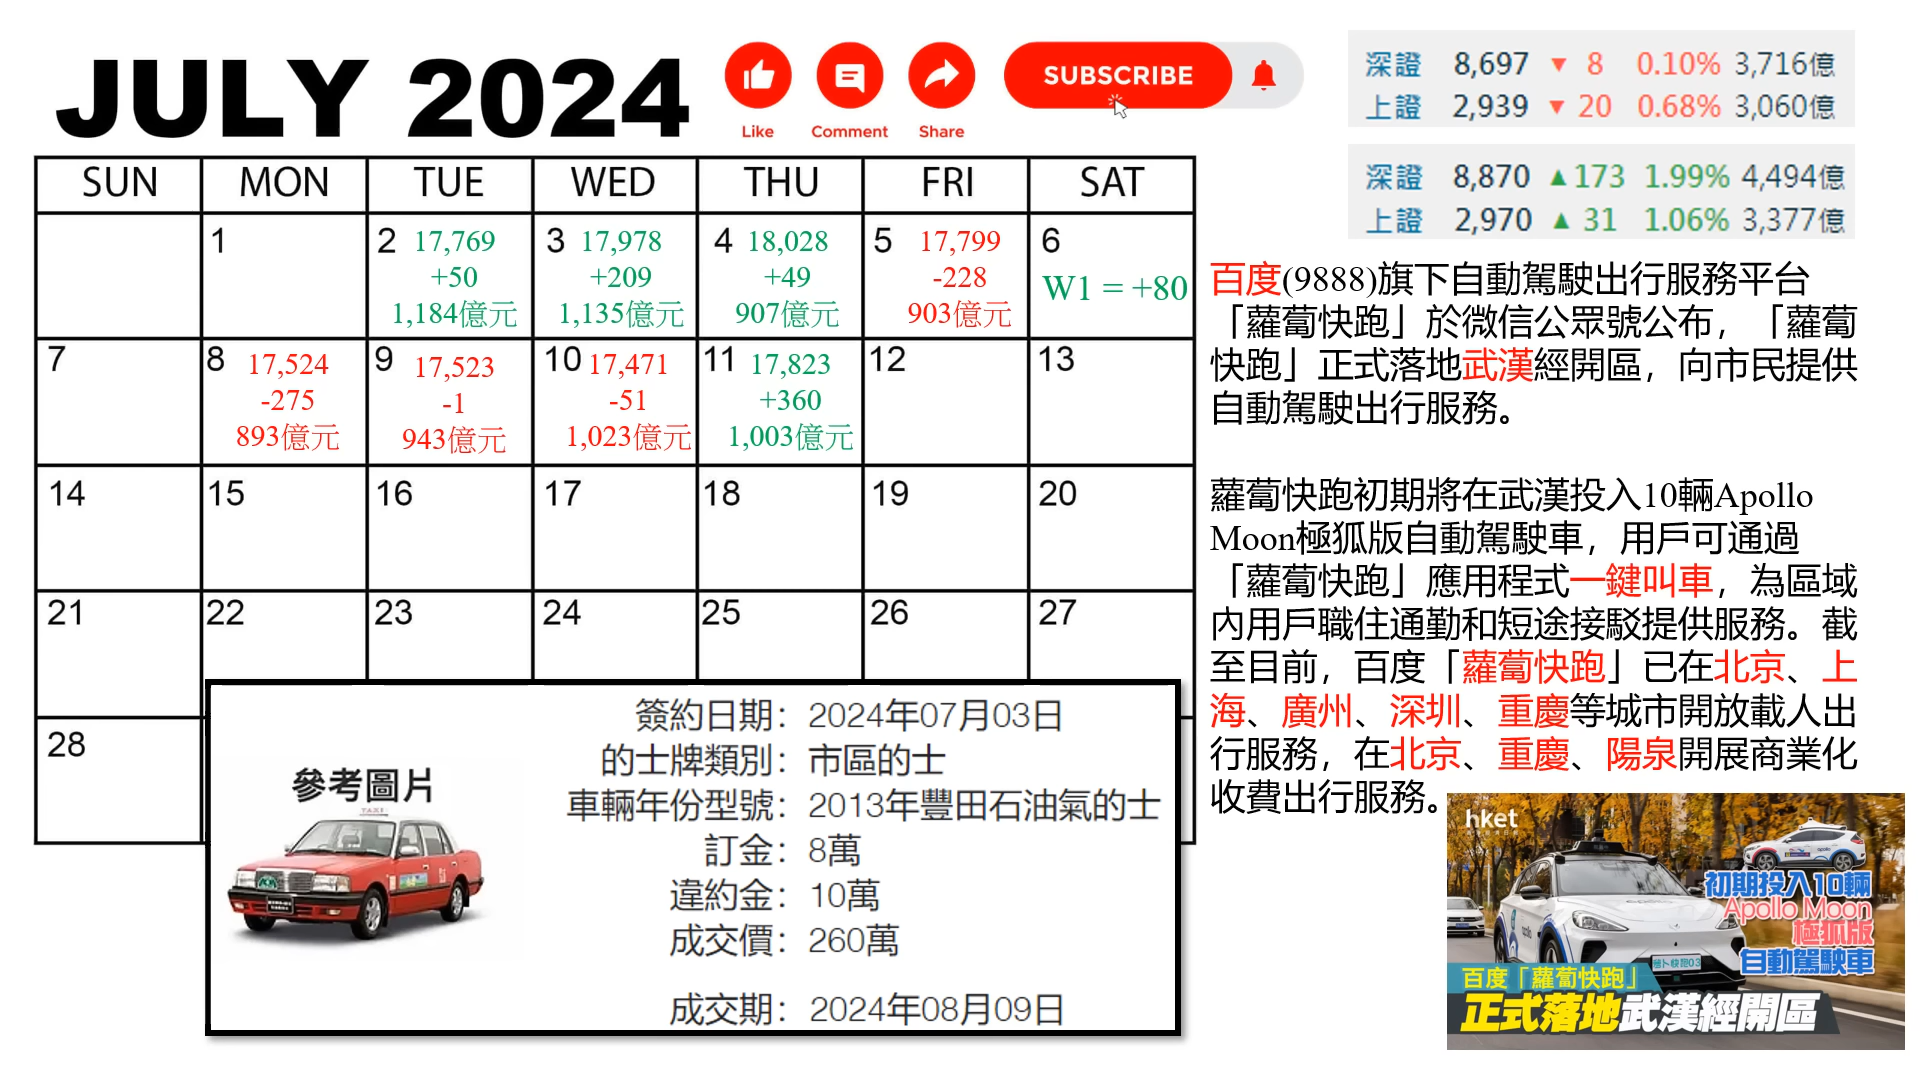 JULY 2024
Like
Comment
Share
SUBSCRIBE
深證 8,697 ▼ 8 0.10% 3,716億
上證 2,939 ▼ 20 0.68% 3,060億
深證 8,870 ▲173 1.99% 4,494億
上證 2,970 ▲ 31 1.06% 3,377億
SUN MON TUE WED THU FRI SAT
1
2 17,769
+50
1,184億元
3 17,978
+209
1,135億元
4 18,028
+49
907億元
5 17,799
-228
903億元
6
W1 = +80
7
8 17,524
-275
893億元
9 17,523
-1
943億元
10 17,471
-51
1,023億元
11 17,823
+360
1,003億元
12
13
14 15 16 17 18 19 20
21 22 23 24 25 26 27
28
參考圖片
TAXI
簽約日期：2024年07月03日
的士牌類別：市區的士
車輛年份型號：2013年豐田石油氣的士
訂金：8萬
違約金：10萬
成交價：260萬
成交期：2024年08月09日
百度(9888)旗下自動駕駛出行服務平台
「蘿蔔快跑」於微信公眾號公布，「蘿蔔
快跑」正式落地武漢經開區，向市民提供
自動駕駛出行服務。
蘿蔔快跑初期將在武漢投入10輛Apollo
Moon極狐版自動駕駛車，用戶可通過
「蘿蔔快跑」應用程式一鍵叫車，為區域
內用戶職住通勤和短途接駁提供服務。截
至目前，百度「蘿蔔快跑」已在北京、上
海、廣州、深圳、重慶等城市開放載人出
行服務，在北京、重慶、陽泉開展商業化
收費出行服務。
hket
初期投入10輛
Apollo Moon
極狐版
自動駕駛車
百度「蘿蔔快跑」
正式落地武漢經開區